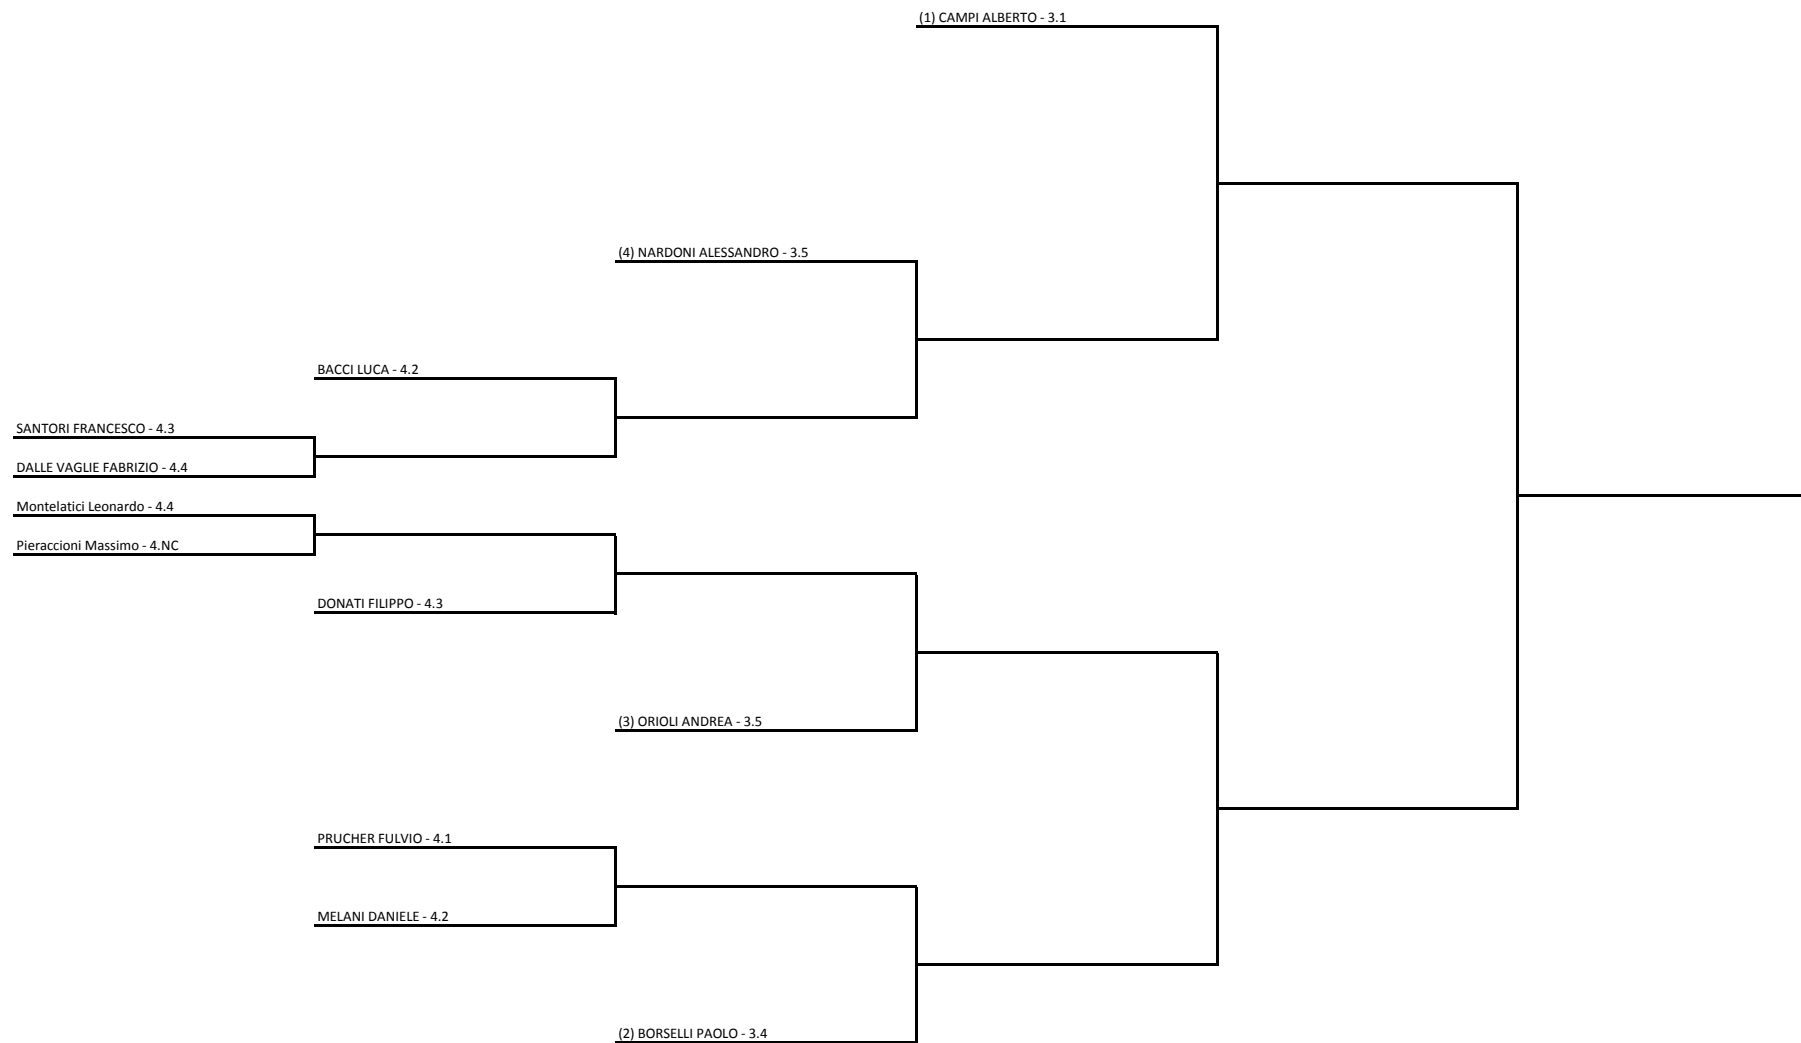 (1) CAMPI ALBERTO - 3.1
(4) NARDONI ALESSANDRO - 3.5
BACCI LUCA - 4.2
SANTORI FRANCESCO - 4.3
DALLE VAGLIE FABRIZIO - 4.4
Montelatici Leonardo - 4.4
Pieraccioni Massimo - 4.NC
DONATI FILIPPO - 4.3
(3) ORIOLI ANDREA - 3.5
PRUCHER FULVIO - 4.1
MELANI DANIELE - 4.2
(2) BORSELLI PAOLO - 3.4